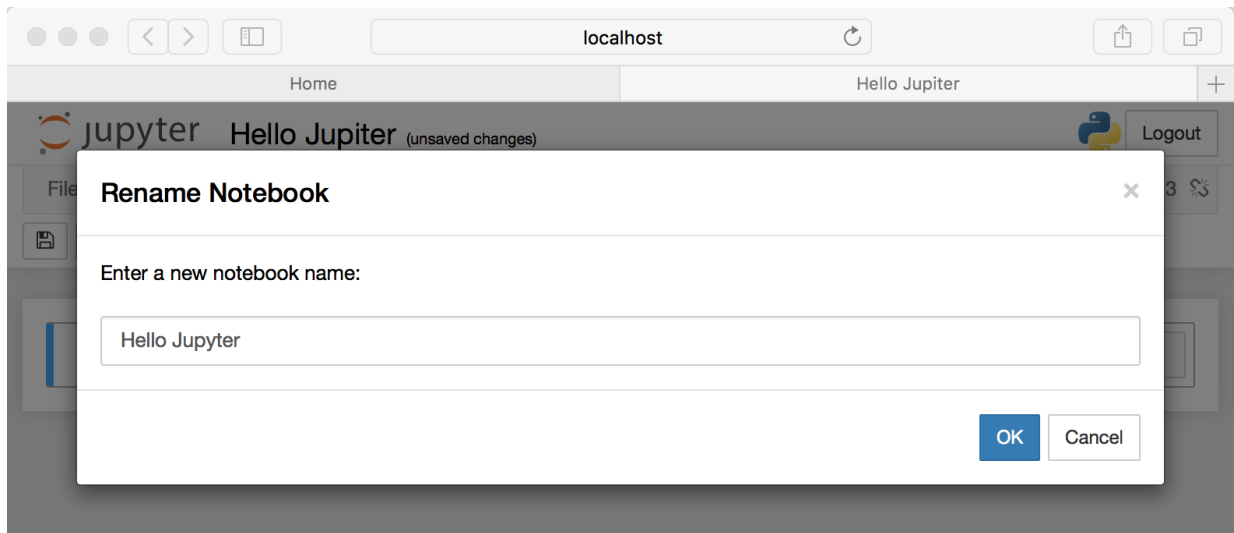 localhost
Home
Hello Jupiter
jupyter Hello Jupiter (unsaved changes)
Logout
File
3
Rename Notebook
Enter a new notebook name:
Hello Jupyter
OK
Cancel